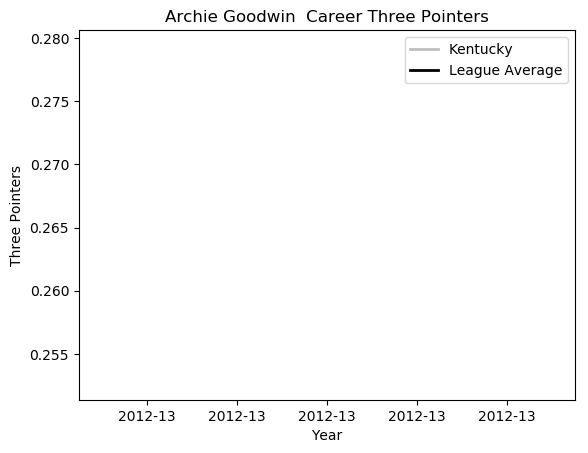 Archie Goodwin  Career Three Pointers
Kentucky
League Average
Three Pointers
0.280
0.275
0.270
0.265
0.260
0.255
2012-13 2012-13 2012-13 2012-13 2012-13
Year